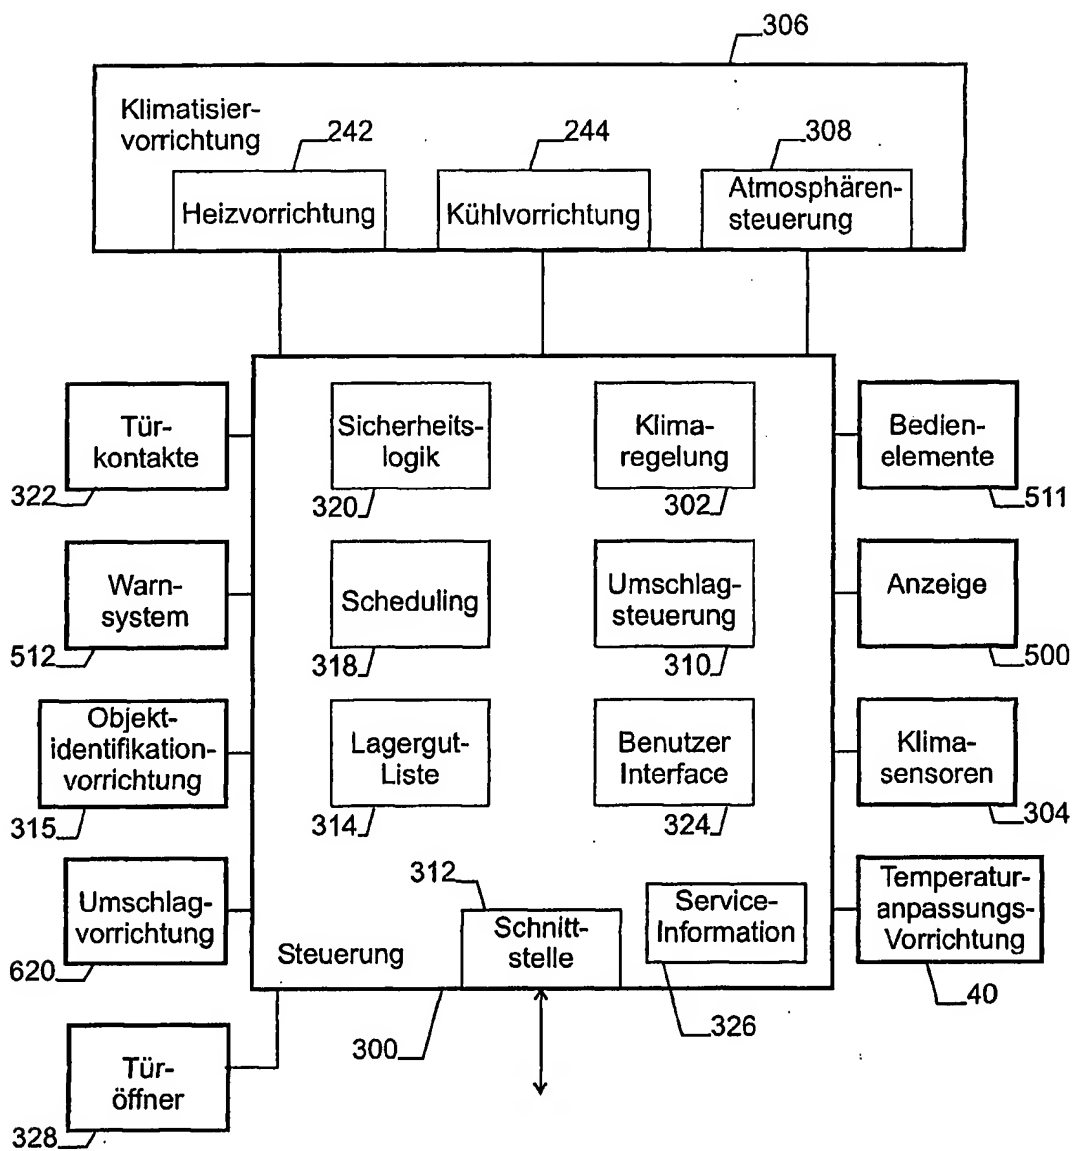 306
Klimatisier-
vorrichtung
242
244
308
Heizvorrichtung
Kühlvorrichtung
Atmosphären-
steuerung
Tür-
kontakte
322
Sicherheits-
logik
320
Klima-
regelung
302
Bedien-
elemente
511
Warn-
system
512
Scheduling
318
Umschlag-
steuerung
310
Anzeige
500
Objekt-
identifikation-
vorrichtung
315
Lagergut-
Liste
314
Benutzer
Interface
324
Klima-
sensoren
304
Umschlag-
vorrichtung
620
312
Schnitt-
stelle
Service-
Information
326
Temperatur-
anpassungs-
Vorrichtung
40
Steuerung
300
Tür-
öffner
328